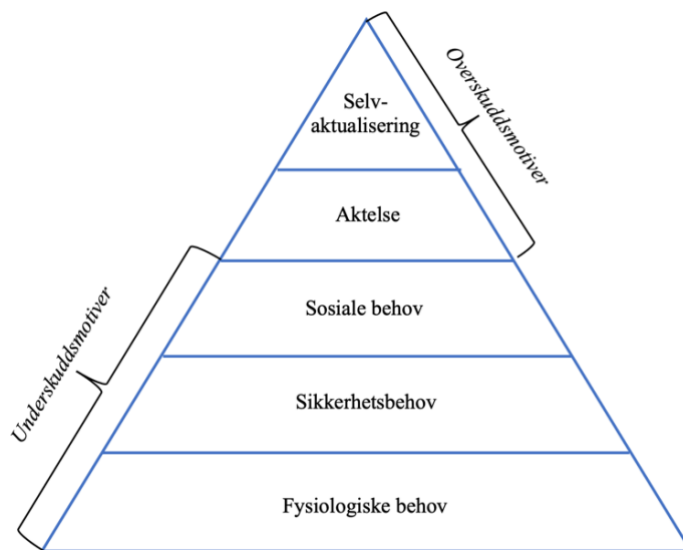 Overskuddsmotiver
Selv-
aktualisering
Aktelse
Underskuddsmotiver
Sosiale behov
Sikkerhetsbehov
Fysiologiske behov